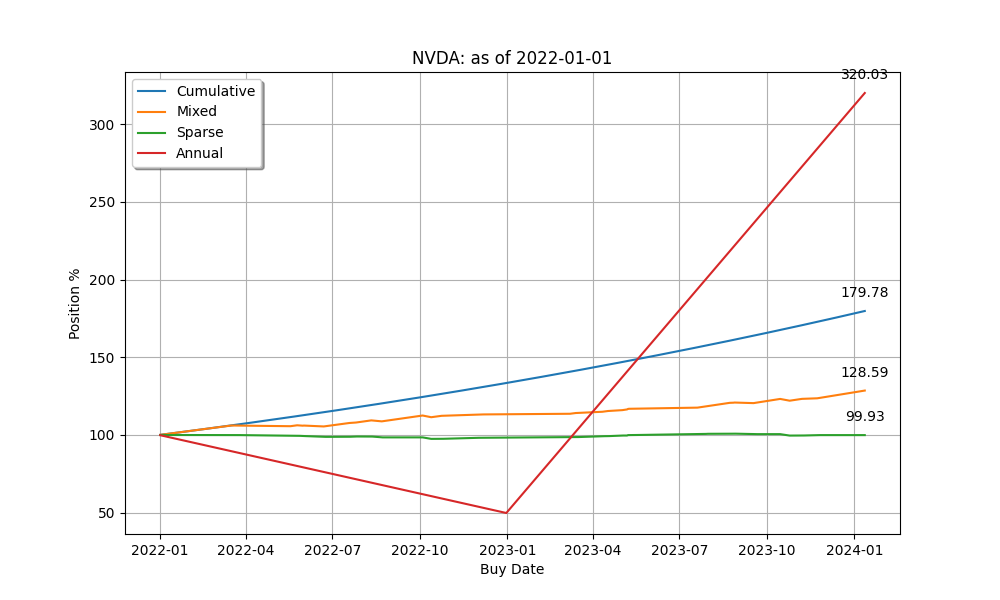 NVDA: as of 2022-01-01
320.03
Cumulative
Mixed
Sparse
Annual
300
250
200
150
100
50
179.78
128.59
99.93
Position %
2022-01
2022-04
2022-07
2022-10
2023-01
2023-04
2023-07
2023-10
2024-01
Buy Date